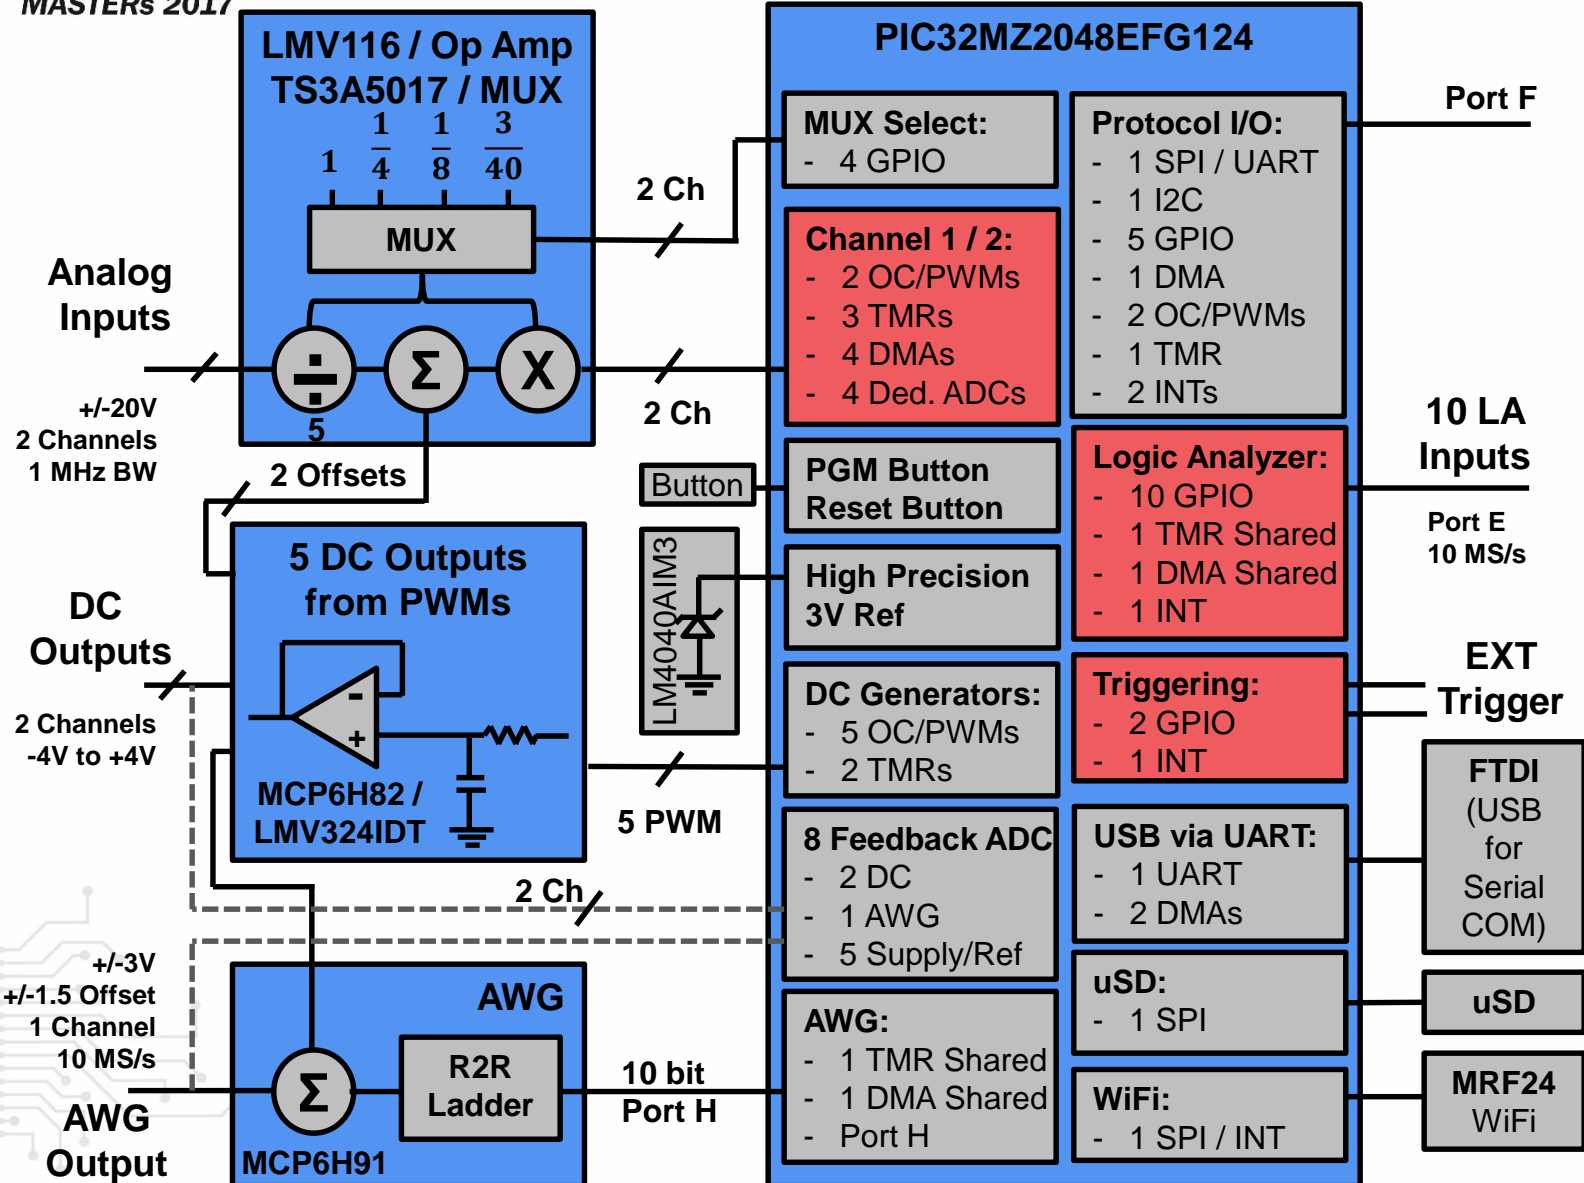 MASTERs 2017
LMV116 / Op Amp
TS3A5017 / MUX
1 1/4 1/8 3/40
MUX
÷ Σ X
5
Analog
Inputs
+/-20V
2 Channels
1 MHz BW
2 Ch
2 Ch
2 Offsets
5 DC Outputs
from PWMs
-
+
MCP6H82 /
LMV324IDT
DC
Outputs
2 Channels
-4V to +4V
5 PWM
2 Ch
Button
LM4040AIM3
+/-3V
+/-1.5 Offset
1 Channel
10 MS/s
AWG
Output
AWG
Σ
R2R
Ladder
MCP6H91
10 bit
Port H
PIC32MZ2048EFG124
MUX Select:
- 4 GPIO
Channel 1 / 2:
- 2 OC/PWMs
- 3 TMRs
- 4 DMAs
- 4 Ded. ADCs
PGM Button
Reset Button
High Precision
3V Ref
DC Generators:
- 5 OC/PWMs
- 2 TMRs
8 Feedback ADC
- 2 DC
- 1 AWG
- 5 Supply/Ref
AWG:
- 1 TMR Shared
- 1 DMA Shared
- Port H
Protocol I/O:
- 1 SPI / UART
- 1 I2C
- 5 GPIO
- 1 DMA
- 2 OC/PWMs
- 1 TMR
- 2 INTs
Logic Analyzer:
- 10 GPIO
- 1 TMR Shared
- 1 DMA Shared
- 1 INT
Triggering:
- 2 GPIO
- 1 INT
USB via UART:
- 1 UART
- 2 DMAs
uSD:
- 1 SPI
WiFi:
- 1 SPI / INT
Port F
10 LA
Inputs
Port E
10 MS/s
EXT
Trigger
FTDI
(USB
for
Serial
COM)
uSD
MRF24
WiFi